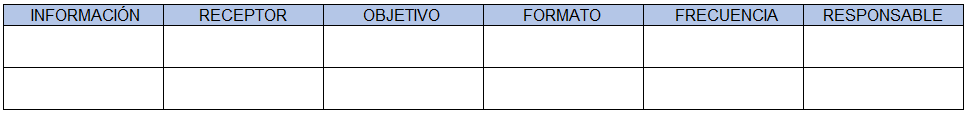 INFORMACIÓN RECEPTOR OBJETIVO FORMATO FRECUENCIA RESPONSABLE